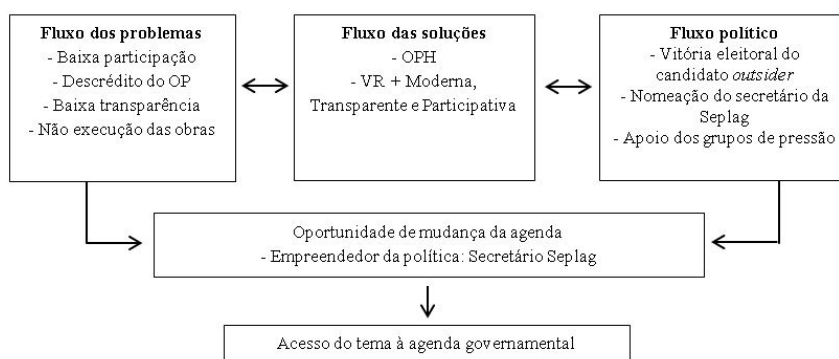 Fluxo dos problemas
- Baixa participação
- Descrédito do OP
- Baixa transparência
- Não execução das obras
Fluxo das soluções
- OPH
- VR + Moderna,
Transparente e Participativa
Fluxo político
- Vitória eleitoral do
candidato outsider
- Nomeação do secretário da
Seplag
- Apoio dos grupos de pressão
Oportunidade de mudança da agenda
- Empreendedor da política: Secretário Seplag
Acesso do tema à agenda governamental